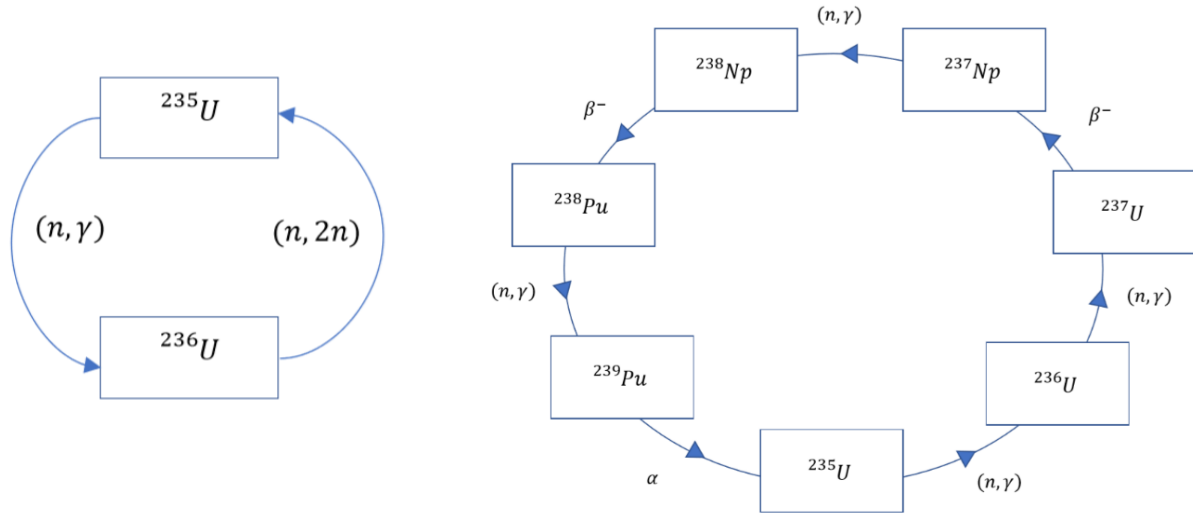 ²³⁵U
(n, γ)
(n, 2n)
²³⁶U
(n, γ)
²³⁸Np
²³⁷Np
β⁻
β⁻
²³⁸Pu
²³⁷U
(n, γ)
(n, γ)
²³⁹Pu
²³⁶U
α
²³⁵U
(n, γ)